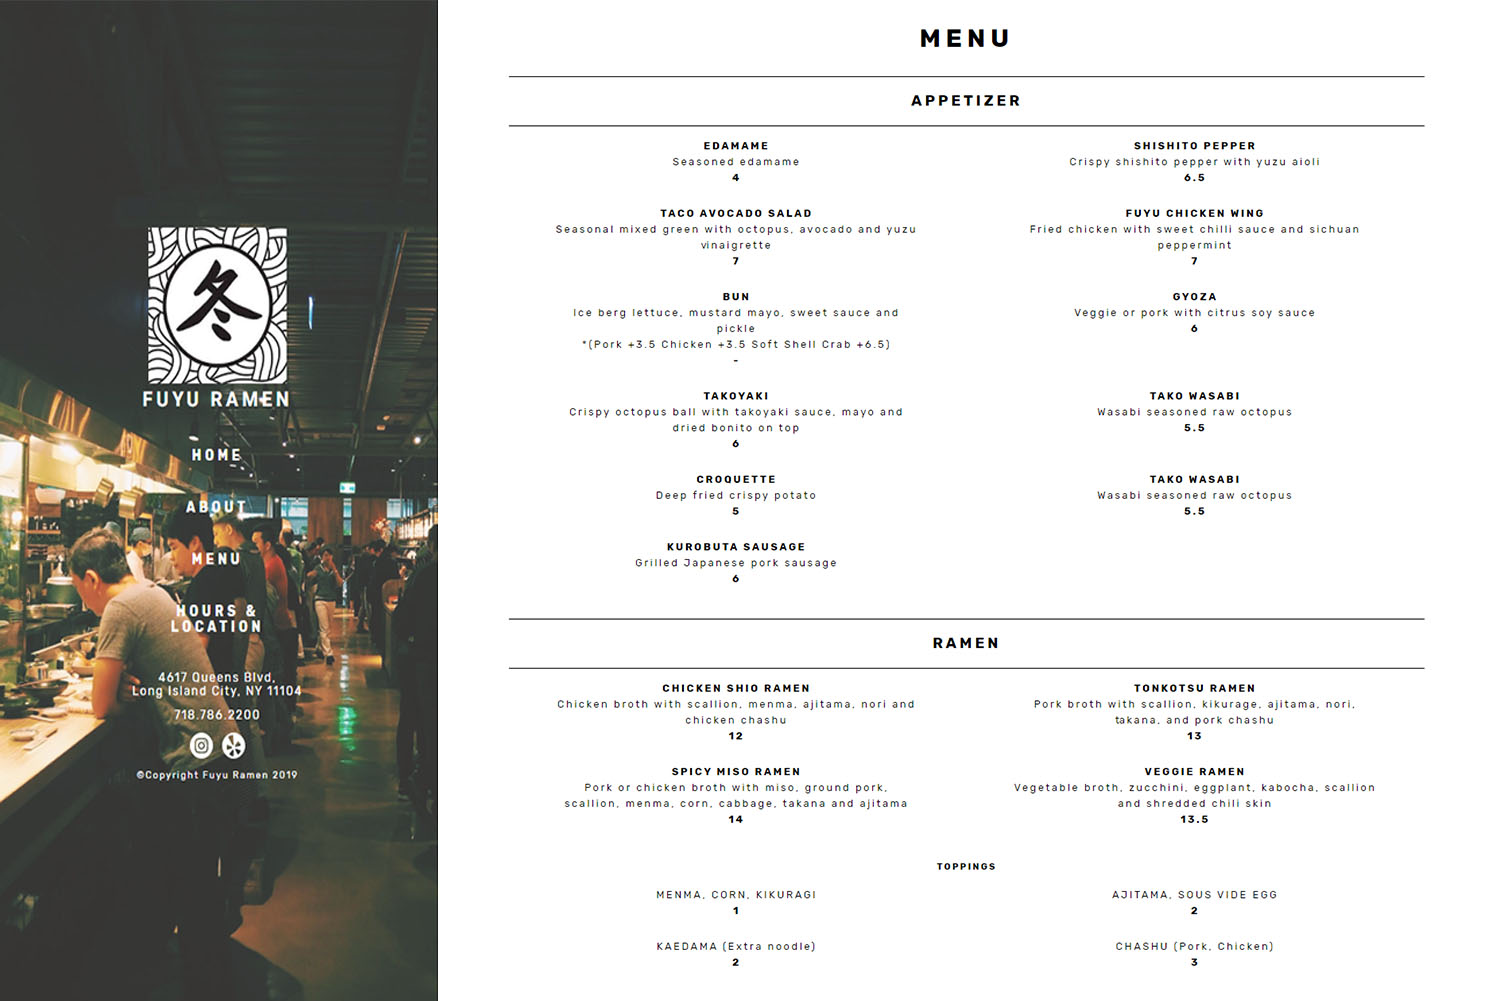 冬
FUYU RAMEN
HOME
ABOUT
MENU
HOURS &
LOCATION
4617 Queens Blvd,
Long Island City, NY 11104
718.786.2200
©Copyright Fuyu Ramen 2019
MENU
APPETIZER
EDAMAME
Seasoned edamame
4
SHISHITO PEPPER
Crispy shishito pepper with yuzu aioli
6.5
TACO AVOCADO SALAD
Seasonal mixed green with octopus, avocado and yuzu
vinaigrette
7
FUYU CHICKEN WING
Fried chicken with sweet chilli sauce and sichuan
peppermint
7
BUN
Ice berg lettuce, mustard mayo, sweet sauce and
pickle
*(Pork +3.5 Chicken +3.5 Soft Shell Crab +6.5)
-
GYOZA
Veggie or pork with citrus soy sauce
6
TAKOYAKI
Crispy octopus ball with takoyaki sauce, mayo and
dried bonito on top
6
TAKO WASABI
Wasabi seasoned raw octopus
5.5
CROQUETTE
Deep fried crispy potato
5
TAKO WASABI
Wasabi seasoned raw octopus
5.5
KUROBUTA SAUSAGE
Grilled Japanese pork sausage
6
RAMEN
CHICKEN SHIO RAMEN
Chicken broth with scallion, menma, ajitama, nori and
chicken chashu
12
TONKOTSU RAMEN
Pork broth with scallion, kikurage, ajitama, nori,
takana, and pork chashu
13
SPICY MISO RAMEN
Pork or chicken broth with miso, ground pork,
scallion, menma, corn, cabbage, takana and ajitama
14
VEGGIE RAMEN
Vegetable broth, zucchini, eggplant, kabocha, scallion
and shredded chili skin
13.5
TOPPINGS
MENMA, CORN, KIKURAGI
1
AJITAMA, SOUS VIDE EGG
2
KAEDAMA (Extra noodle)
2
CHASHU (Pork, Chicken)
3